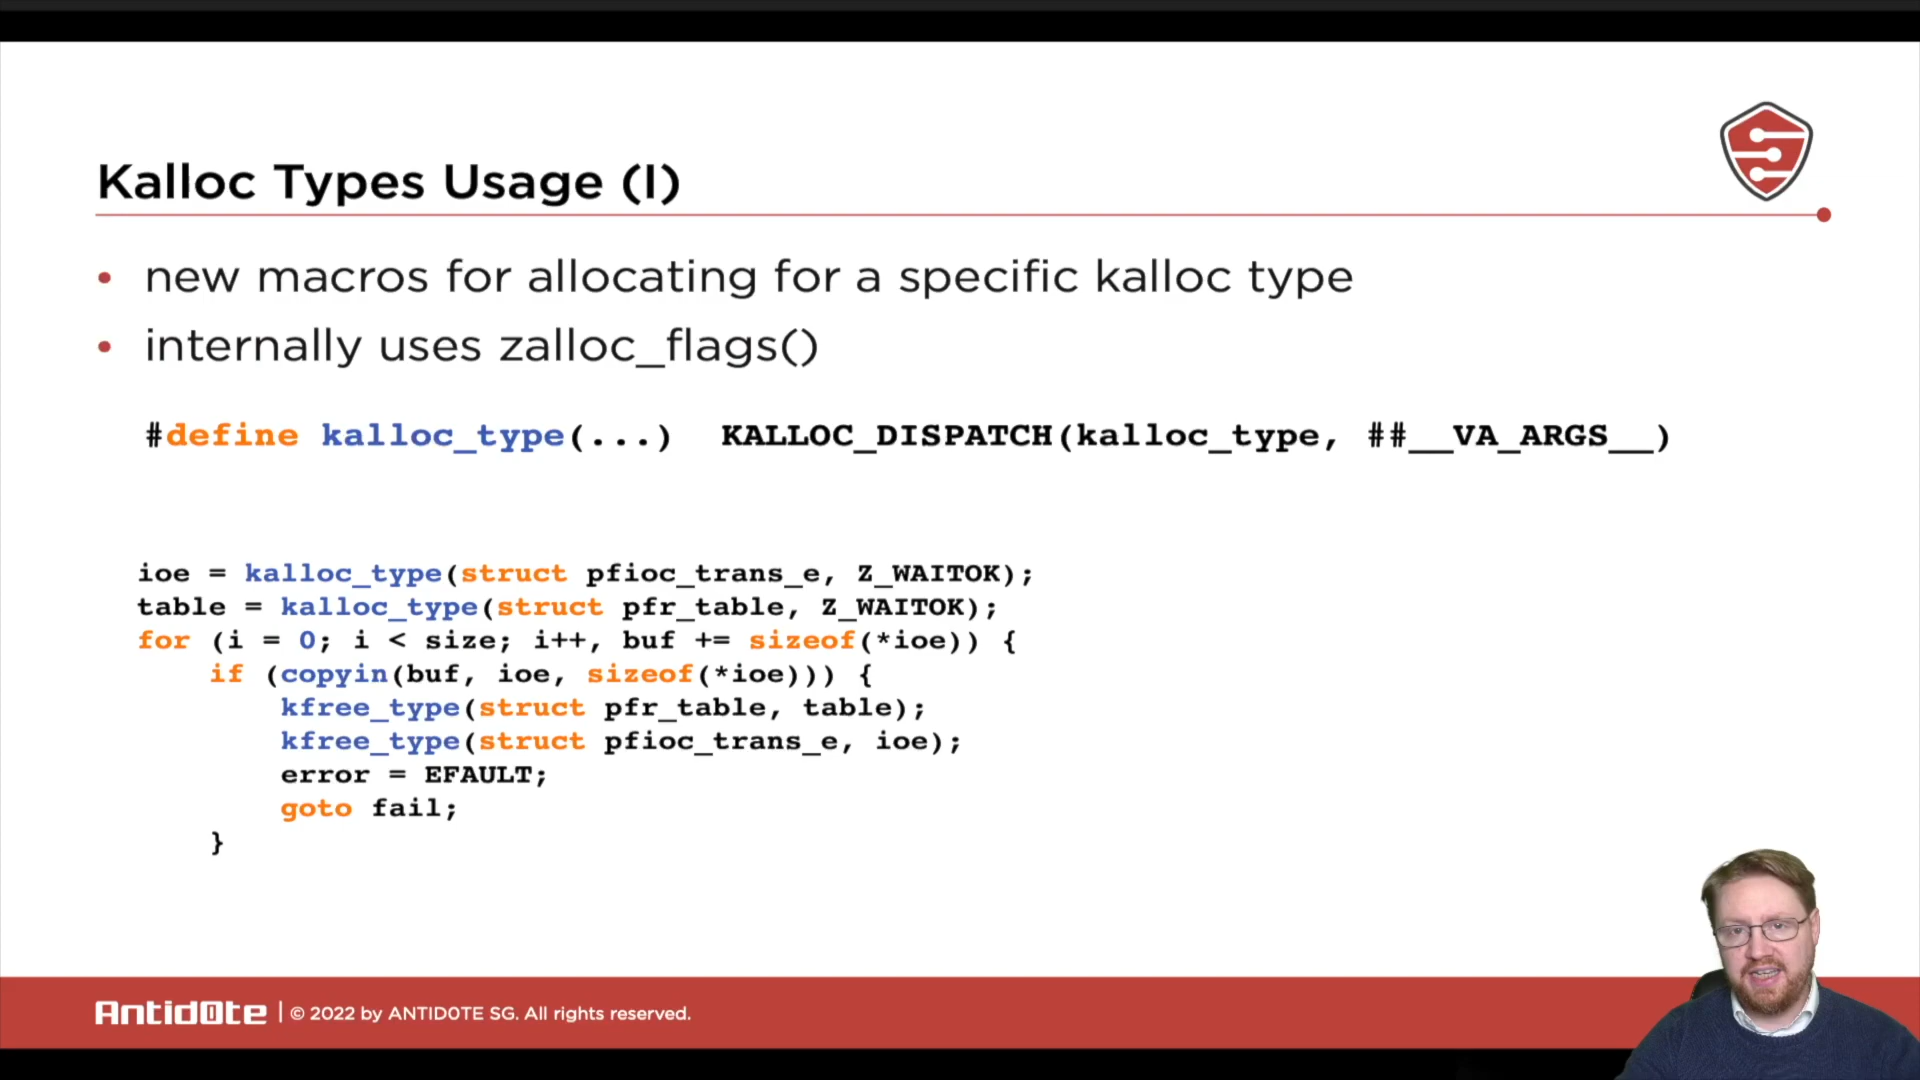 Kalloc Types Usage (I)
• new macros for allocating for a specific kalloc type
• internally uses zalloc_flags()
#define kalloc_type(...)  KALLOC_DISPATCH(kalloc_type, ##__VA_ARGS__)
ioe = kalloc_type(struct pfioc_trans_e, Z_WAITOK);
table = kalloc_type(struct pfr_table, Z_WAITOK);
for (i = 0; i < size; i++, buf += sizeof(*ioe)) {
    if (copyin(buf, ioe, sizeof(*ioe))) {
        kfree_type(struct pfr_table, table);
        kfree_type(struct pfioc_trans_e, ioe);
        error = EFAULT;
        goto fail;
    }
Antid0te | © 2022 by ANTID0TE SG. All rights reserved.